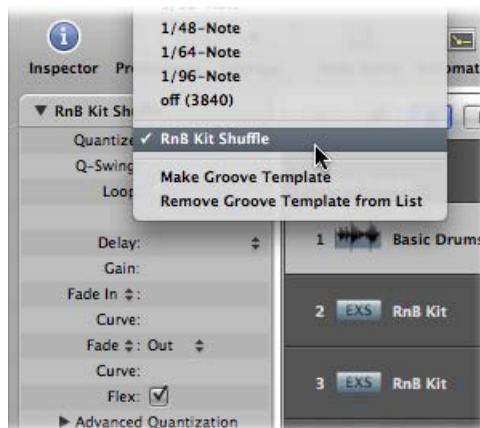 1/48-Note
1/64-Note
1/96-Note
off (3840)
✓ RnB Kit Shuffle
Make Groove Template
Remove Groove Template from List
Inspector
▼ RnB Kit Sh
Quantize
Q-Swing
Loop
Delay:
Gain:
Fade In:
Curve:
Fade: Out
Curve:
Flex:
▶ Advanced Quantization
1 Basic Drums
2 EXS RnB Kit
3 EXS RnB Kit